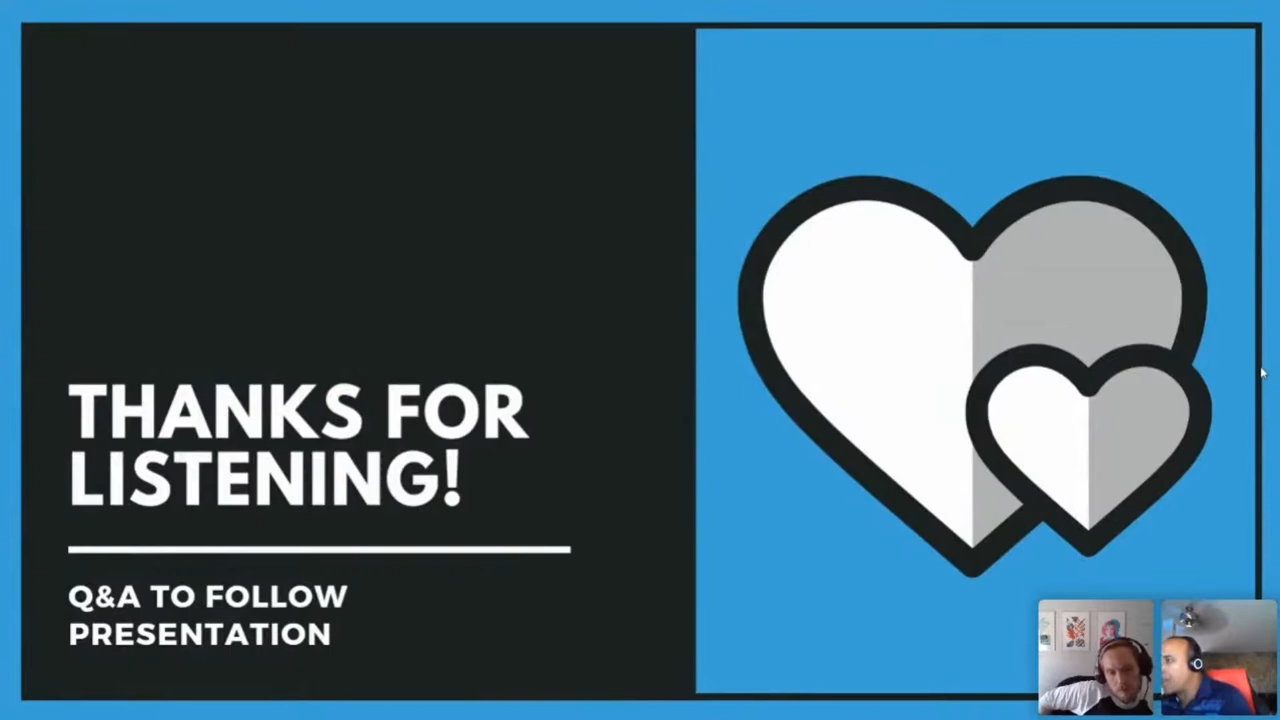 THANKS FOR
LISTENING!
Q&A TO FOLLOW
PRESENTATION